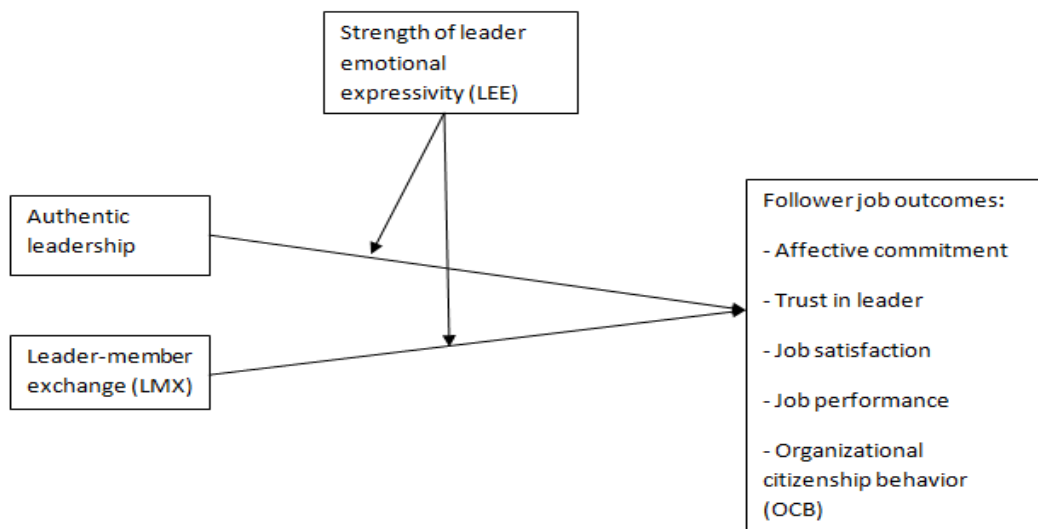 Strength of leader
emotional
expressivity (LEE)
Authentic
leadership
Leader-member
exchange (LMX)
Follower job outcomes:
- Affective commitment
- Trust in leader
- Job satisfaction
- Job performance
- Organizational
citizenship behavior
(OCB)